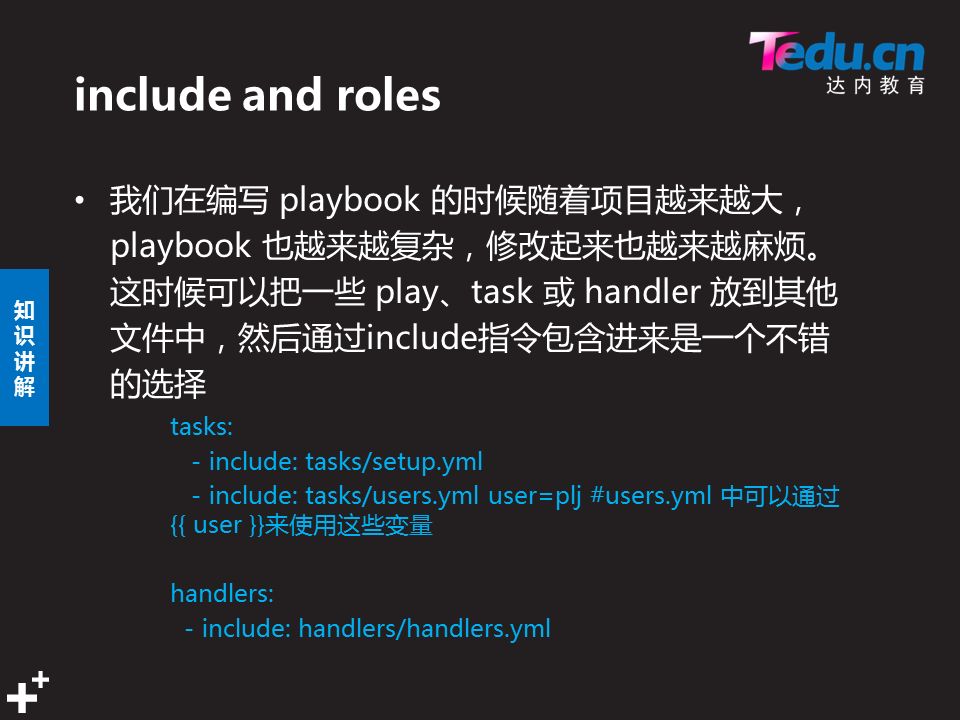 Tedu.cn
达内教育
include and roles
• 我们在编写 playbook 的时候随着项目越来越大，
playbook 也越来越复杂，修改起来也越来越麻烦。
这时候可以把一些 play、task 或 handler 放到其他
文件中，然后通过include指令包含进来是一个不错
的选择
知
识
讲
解
tasks:
- include: tasks/setup.yml
- include: tasks/users.yml user=plj #users.yml 中可以通过
{{ user }}来使用这些变量
handlers:
- include: handlers/handlers.yml